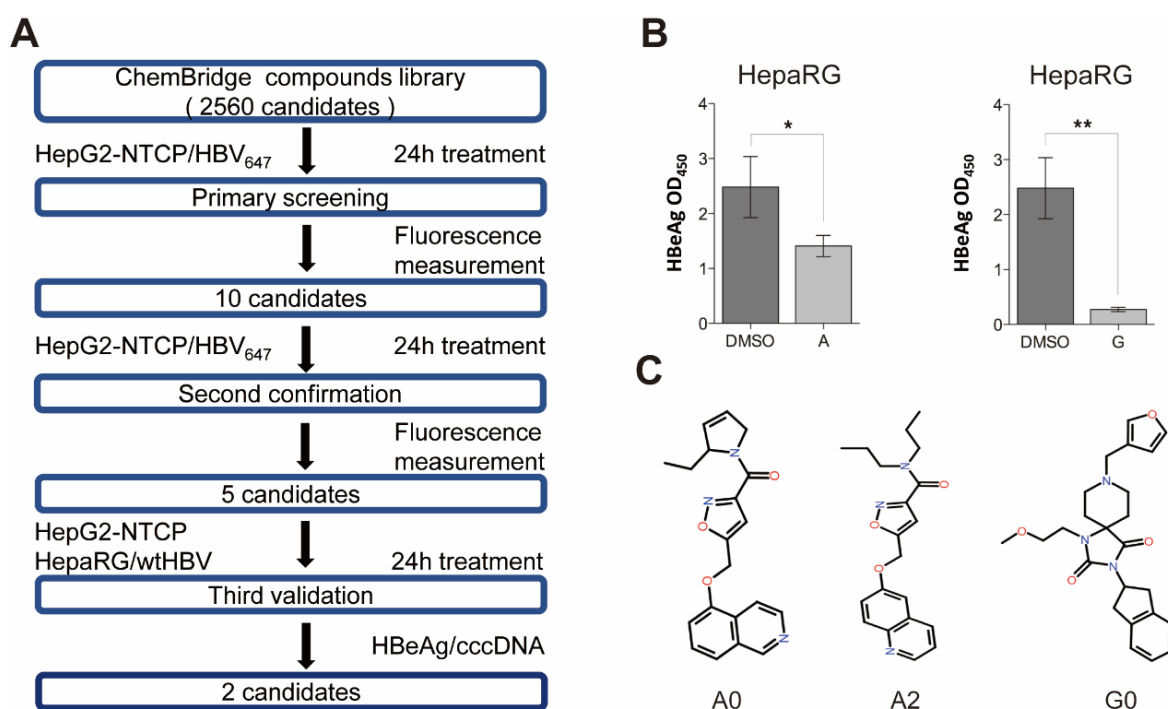 A
ChemBridge compounds library
( 2560 candidates )
HepG2-NTCP/HBV647 24h treatment
Primary screening
Fluorescence
measurement
10 candidates
HepG2-NTCP/HBV647 24h treatment
Second confirmation
Fluorescence
measurement
5 candidates
HepG2-NTCP
HepaRG/wtHBV 24h treatment
Third validation
HBeAg/cccDNA
2 candidates
B
HepaRG
HBeAg OD450
4
3
2
1
0
*
DMSO A
HepaRG
HBeAg OD450
4
3
2
1
0
**
DMSO G
C
N
O
N
O
O
N
A0
N
O
N
O
O
N
A2
O
N
O
N
O
N
O
G0